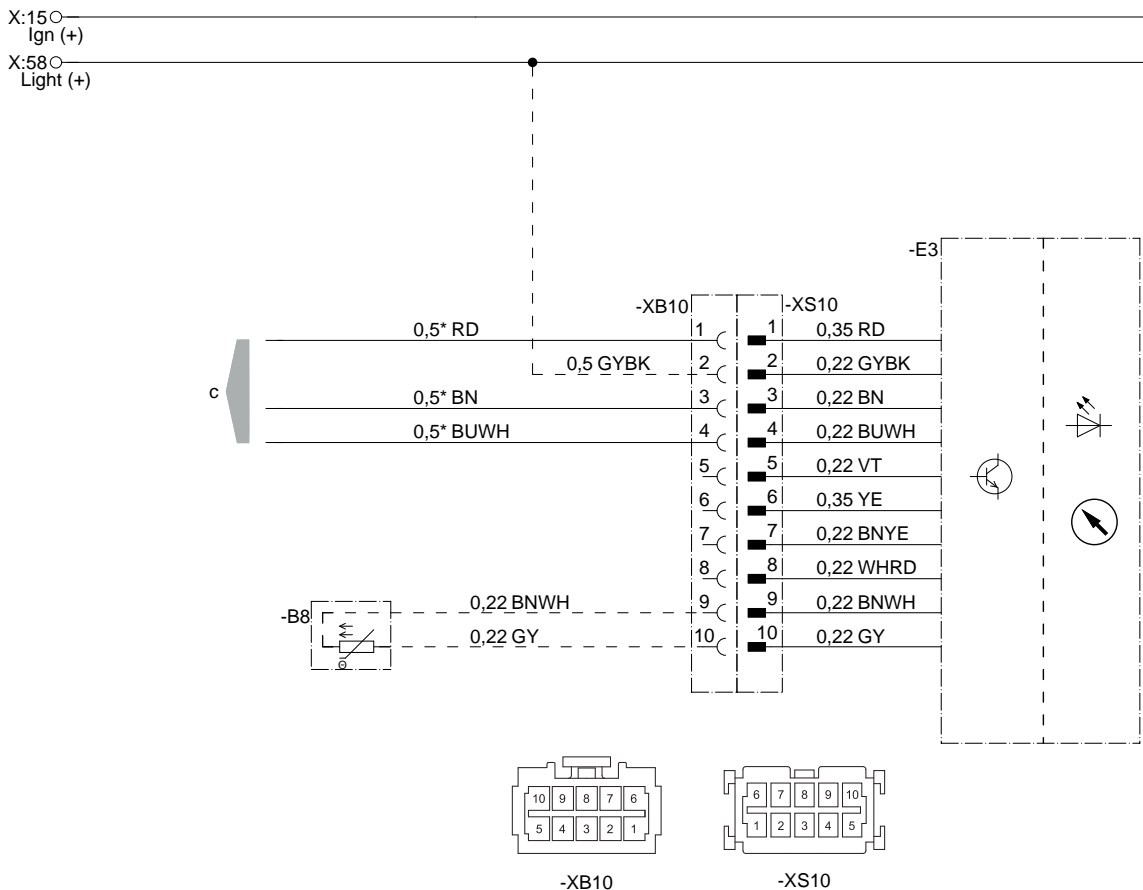 X:15
Ign (+)
X:58
Light (+)
-E3
-XB10 -XS10
0,5* RD 1 1 0,35 RD
0,5 GYBK 2 2 0,22 GYBK
c
0,5* BN 3 3 0,22 BN
0,5* BUWH 4 4 0,22 BUWH
5 5 0,22 VT
6 6 0,35 YE
7 7 0,22 BNYE
8 8 0,22 WHRD
-B8 0,22 BNWH 9 9 0,22 BNWH
0,22 GY 10 10 0,22 GY
Θ
10 9 8 7 6 6 7 8 9 10
5 4 3 2 1 1 2 3 4 5
-XB10 -XS10